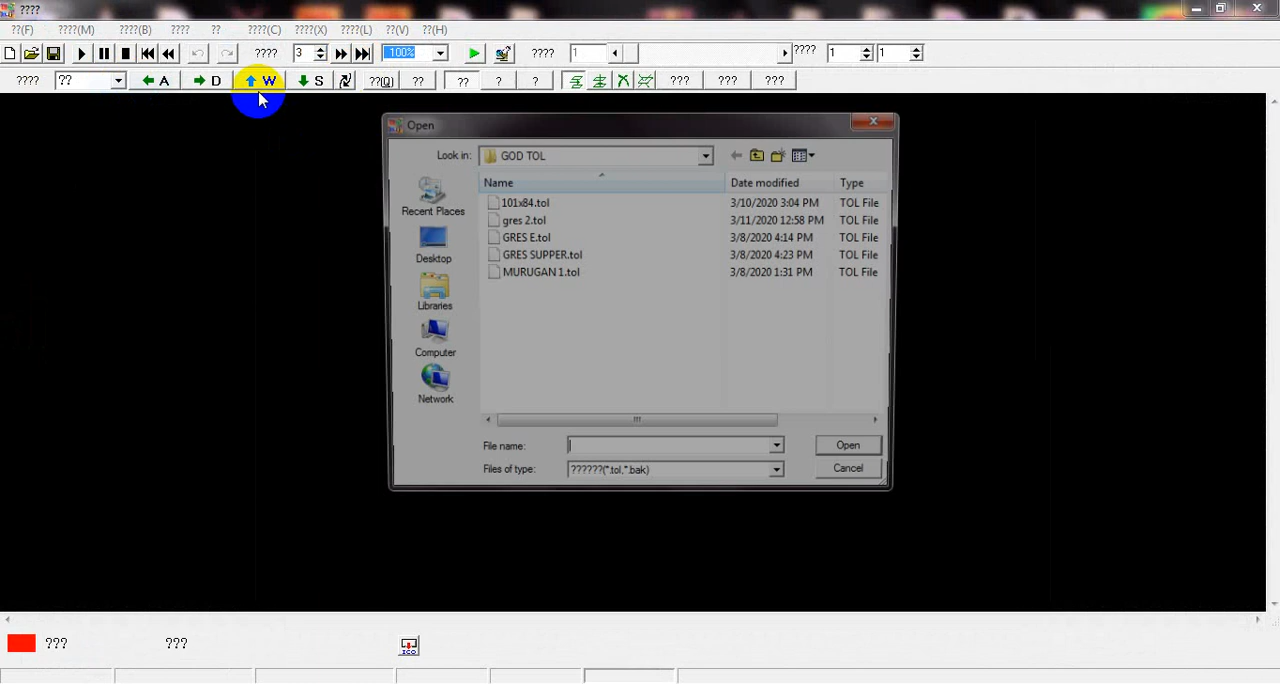 ????
??(F) ????(M) ????(B) ???? ?? ????(C) ????(X) ????(L) ??(V) ??(H)
???? 3 100% ???? 1 ???? 1 1
???? ?? A D W S ??(Q) ?? ?? ? ? ??? ??? ???
Open
Look in: GOD TOL
Name Date modified Type
101x84.tol 3/10/2020 3:04 PM TOL File
gres 2.tol 3/11/2020 12:58 PM TOL File
GRES E.tol 3/8/2020 4:14 PM TOL File
GRES SUPPER.tol 3/8/2020 4:23 PM TOL File
MURUGAN 1.tol 3/8/2020 1:31 PM TOL File
Recent Places
Desktop
Libraries
Computer
Network
File name: Open
Files of type: ??????(*.tol,*.bak) Cancel
??? ??? ICO